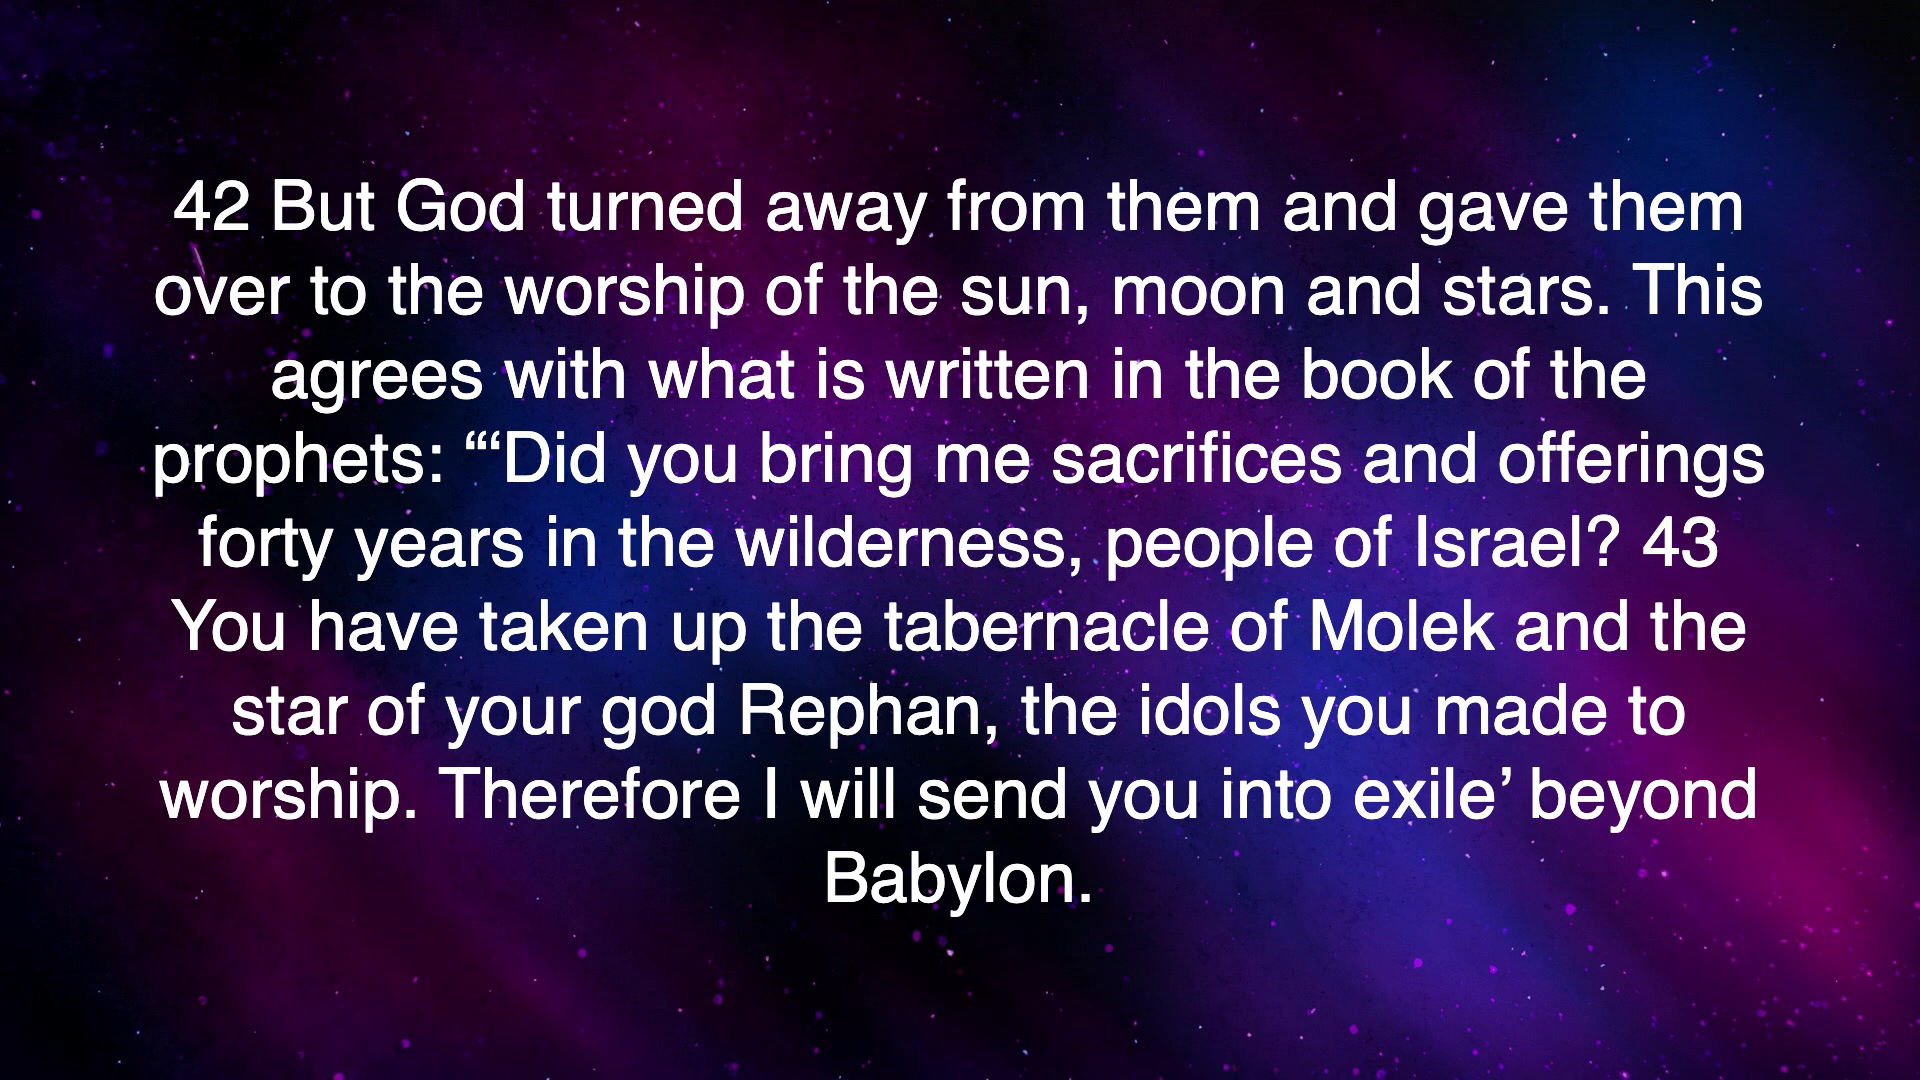 42 But God turned away from them and gave them
over to the worship of the sun, moon and stars. This
agrees with what is written in the book of the
prophets: “‘Did you bring me sacrifices and offerings
forty years in the wilderness, people of Israel? 43
You have taken up the tabernacle of Molek and the
star of your god Rephan, the idols you made to
worship. Therefore I will send you into exile’ beyond
Babylon.